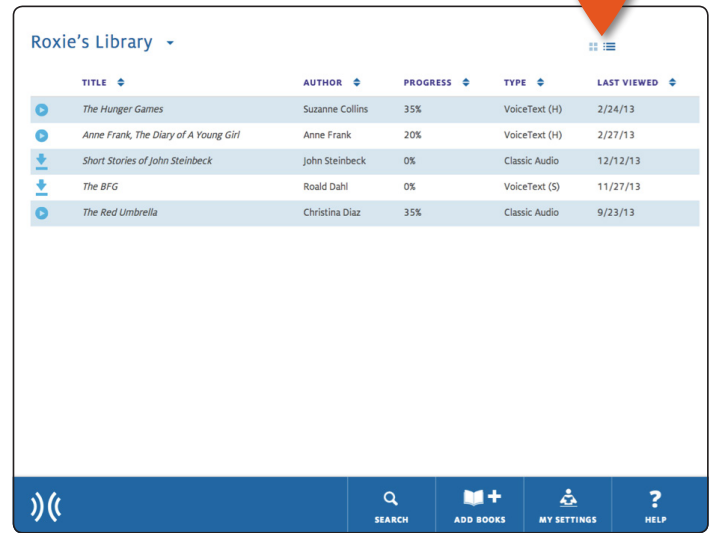 Roxie's Library
TITLE AUTHOR PROGRESS TYPE LAST VIEWED
The Hunger Games Suzanne Collins 35% VoiceText (H) 2/24/13
Anne Frank, The Diary of A Young Girl Anne Frank 20% VoiceText (H) 2/27/13
Short Stories of John Steinbeck John Steinbeck 0% Classic Audio 12/12/13
The BFG Roald Dahl 0% VoiceText (S) 11/27/13
The Red Umbrella Christina Diaz 35% Classic Audio 9/23/13
SEARCH ADD BOOKS MY SETTINGS HELP